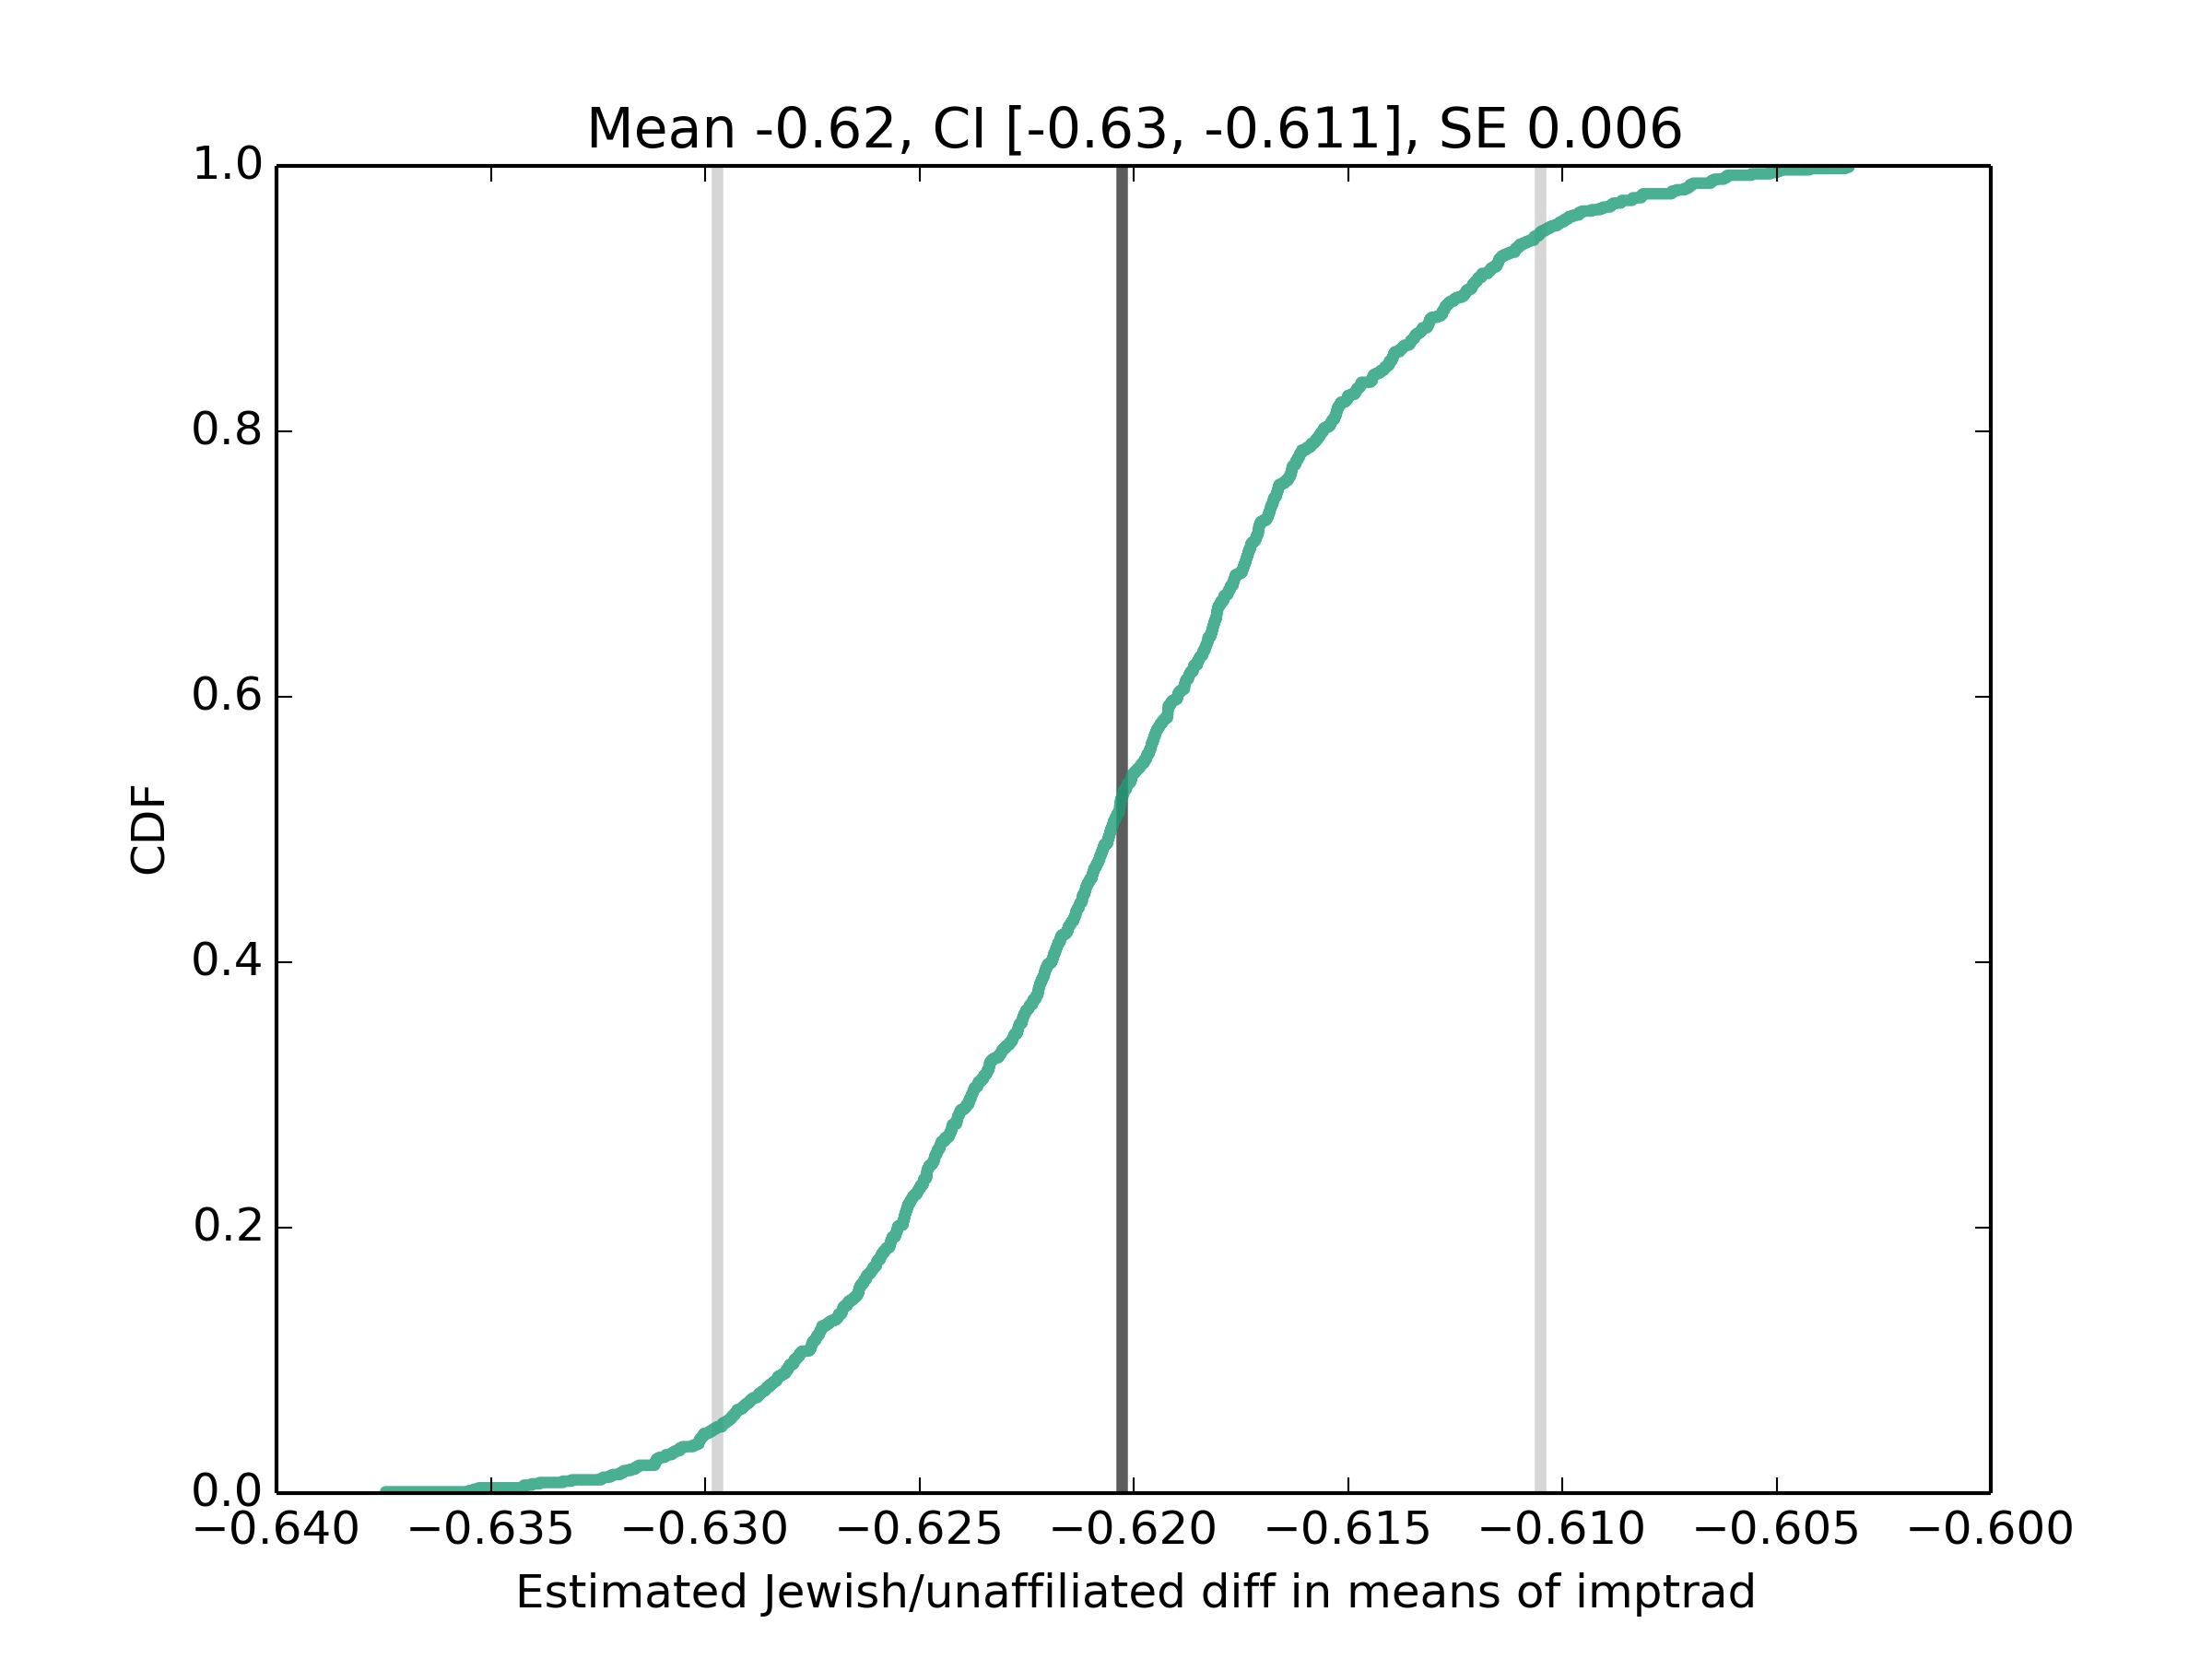 Mean -0.62, CI [-0.63, -0.611], SE 0.006
1.0
0.8
0.6
0.4
0.2
0.0
CDF
−0.640 −0.635 −0.630 −0.625 −0.620 −0.615 −0.610 −0.605 −0.600
Estimated Jewish/unaffiliated diff in means of imptrad